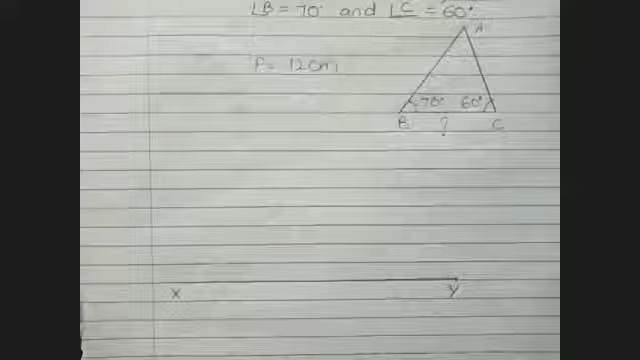 ∠B = 70° and ∠C = 60°
A
P = 12cm
70° 60°
B ? C
X Y